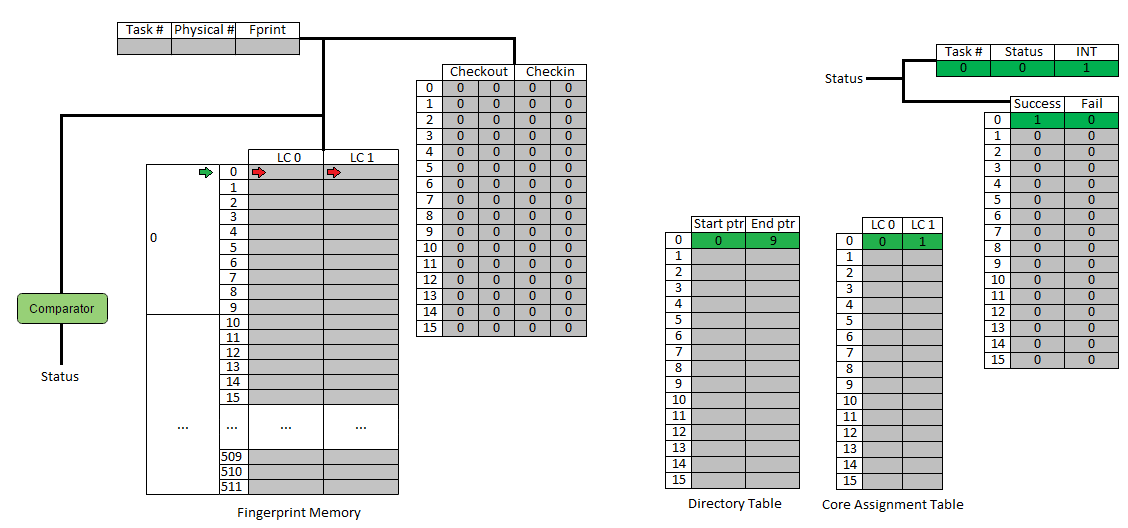 Task # Physical # Fprint
Checkout Checkin
0 0 0 0 0
1 0 0 0 0
2 0 0 0 0
3 0 0 0 0
4 0 0 0 0
5 0 0 0 0
6 0 0 0 0
7 0 0 0 0
8 0 0 0 0
9 0 0 0 0
10 0 0 0 0
11 0 0 0 0
12 0 0 0 0
13 0 0 0 0
14 0 0 0 0
15 0 0 0 0
LC 0 LC 1
0
0
1
2
3
4
5
6
7
8
9
10
11
12
13
14
15
... ... ... ...
509
510
511
Fingerprint Memory
Comparator
Status
Start ptr End ptr
0 0 9
1
2
3
4
5
6
7
8
9
10
11
12
13
14
15
Directory Table
LC 0 LC 1
0 0 1
1
2
3
4
5
6
7
8
9
10
11
12
13
14
15
Core Assignment Table
Status
Task # Status INT
0 0 1
Success Fail
0 1 0
1 0 0
2 0 0
3 0 0
4 0 0
5 0 0
6 0 0
7 0 0
8 0 0
9 0 0
10 0 0
11 0 0
12 0 0
13 0 0
14 0 0
15 0 0